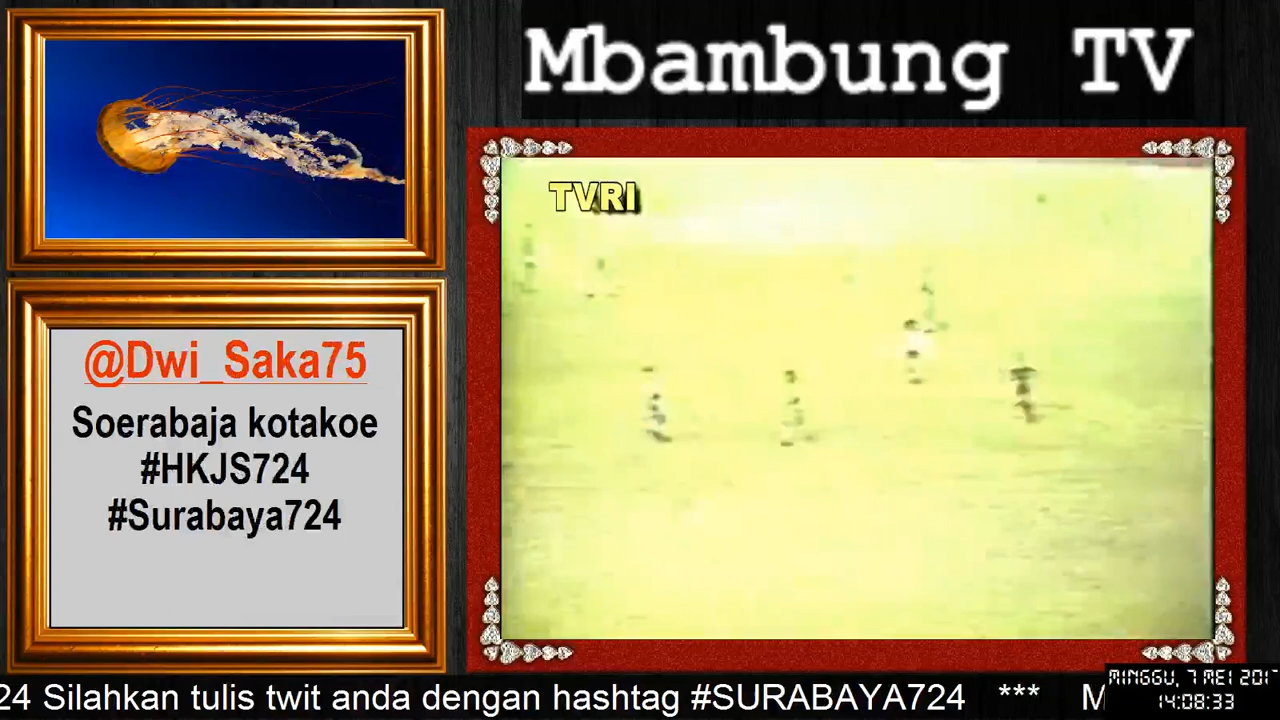 Mbambung TV
TVRI
@Dwi_Saka75
Soerabaja kotakoe
#HKJS724
#Surabaya724
24 Silahkan tulis twit anda dengan hashtag #SURABAYA724 *** M
MINGGU, 7 MEI 2017
14:08:33